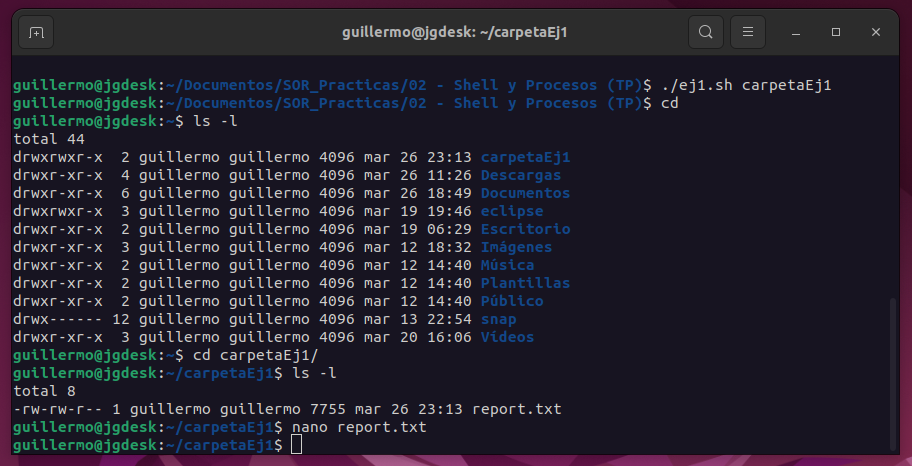 guillermo@jgdesk: ~/carpetaEj1
guillermo@jgdesk:~/Documentos/SOR_Practicas/02 - Shell y Procesos (TP)$ ./ej1.sh carpetaEj1
guillermo@jgdesk:~/Documentos/SOR_Practicas/02 - Shell y Procesos (TP)$ cd
guillermo@jgdesk:~$ ls -l
total 44
drwxrwxr-x  2 guillermo guillermo 4096 mar 26 23:13 carpetaEj1
drwxr-xr-x  4 guillermo guillermo 4096 mar 26 11:26 Descargas
drwxr-xr-x  6 guillermo guillermo 4096 mar 26 18:49 Documentos
drwxrwxr-x  3 guillermo guillermo 4096 mar 19 19:46 eclipse
drwxr-xr-x  2 guillermo guillermo 4096 mar 19 06:29 Escritorio
drwxr-xr-x  3 guillermo guillermo 4096 mar 12 18:32 Imágenes
drwxr-xr-x  2 guillermo guillermo 4096 mar 12 14:40 Música
drwxr-xr-x  2 guillermo guillermo 4096 mar 12 14:40 Plantillas
drwxr-xr-x  2 guillermo guillermo 4096 mar 12 14:40 Público
drwx------ 12 guillermo guillermo 4096 mar 13 22:54 snap
drwxr-xr-x  3 guillermo guillermo 4096 mar 20 16:06 Vídeos
guillermo@jgdesk:~$ cd carpetaEj1/
guillermo@jgdesk:~/carpetaEj1$ ls -l
total 8
-rw-rw-r-- 1 guillermo guillermo 7755 mar 26 23:13 report.txt
guillermo@jgdesk:~/carpetaEj1$ nano report.txt
guillermo@jgdesk:~/carpetaEj1$